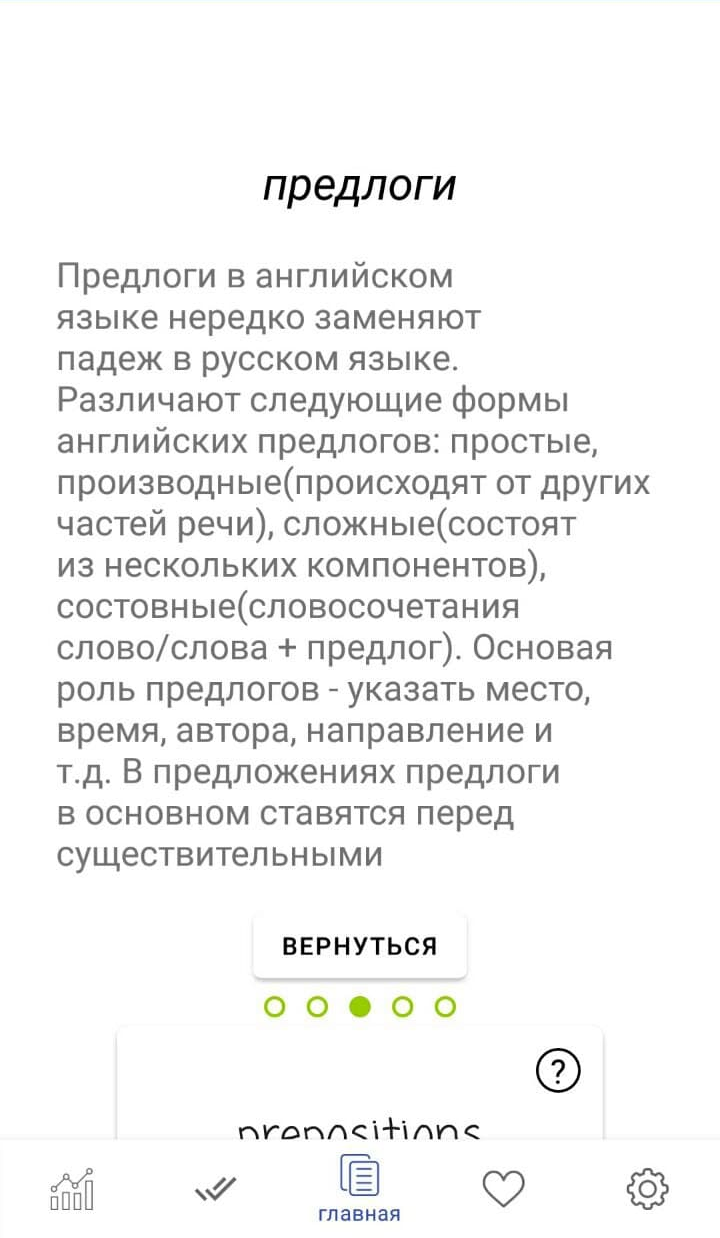 предлоги
Предлоги в английском
языке нередко заменяют
падеж в русском языке.
Различают следующие формы
английских предлогов: простые,
производные(происходят от других
частей речи), сложные(состоят
из нескольких компонентов),
состовные(словосочетания
слово/слова + предлог). Основая
роль предлогов - указать место,
время, автора, направление и
т.д. В предложениях предлоги
в основном ставятся перед
существительными
ВЕРНУТЬСЯ
?
prepositions
главная